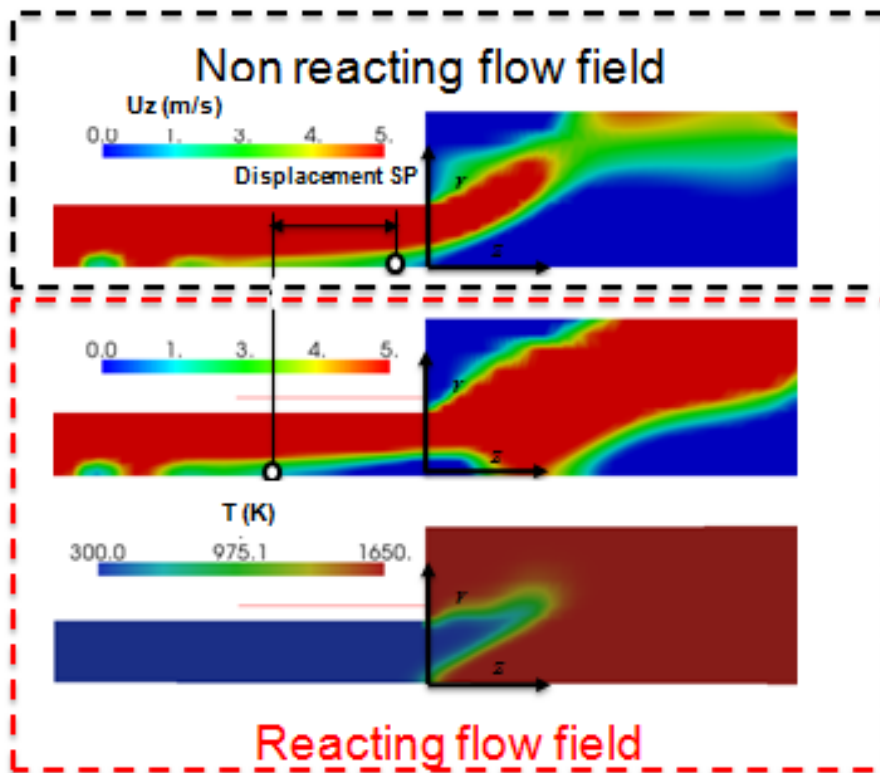 Non reacting flow field
Uz (m/s)
0.0 1. 3. 4. 5.
Displacement SP
r
z
0.0 1. 3. 4. 5.
r
z
T (K)
300.0 975.1 1650.
r
z
Reacting flow field